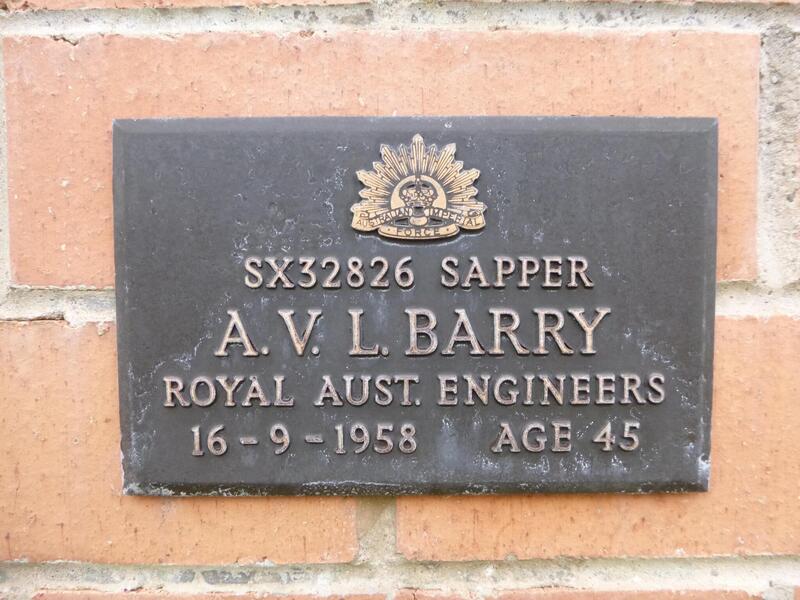 AUSTRALIAN IMPERIAL
FORCE
SX32826 SAPPER
A. V. L. BARRY
ROYAL AUST. ENGINEERS
16-9-1958 AGE 45